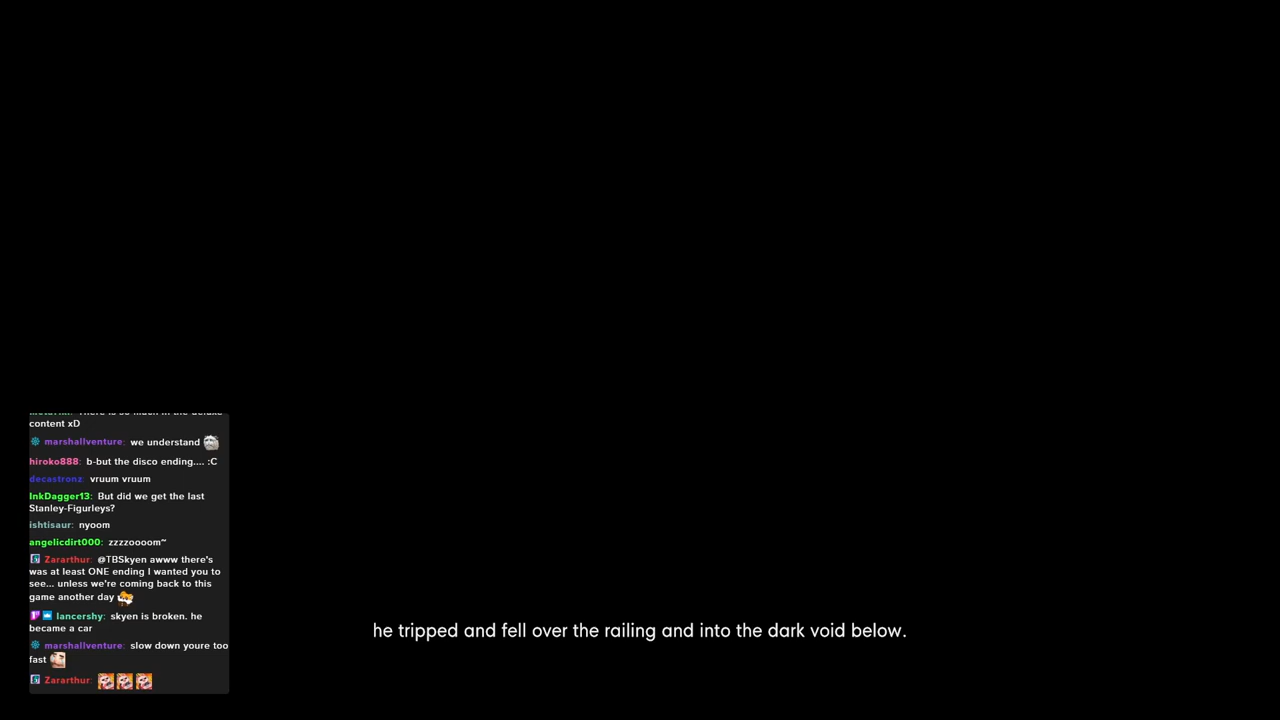 content xD
marshallventure: we understand
hiroko888: b-but the disco ending.... :C
decastronz: vruum vruum
InkDagger13: But did we get the last
Stanley-Figurleys?
ishtisaur: nyoom
angelicdirt000: zzzzoooom~
Zararthur: @TBSkyen awww there's
was at least ONE ending I wanted you to
see... unless we're coming back to this
game another day
lancershy: skyen is broken. he
became a car
marshallventure: slow down youre too
fast
Zararthur:
he tripped and fell over the railing and into the dark void below.